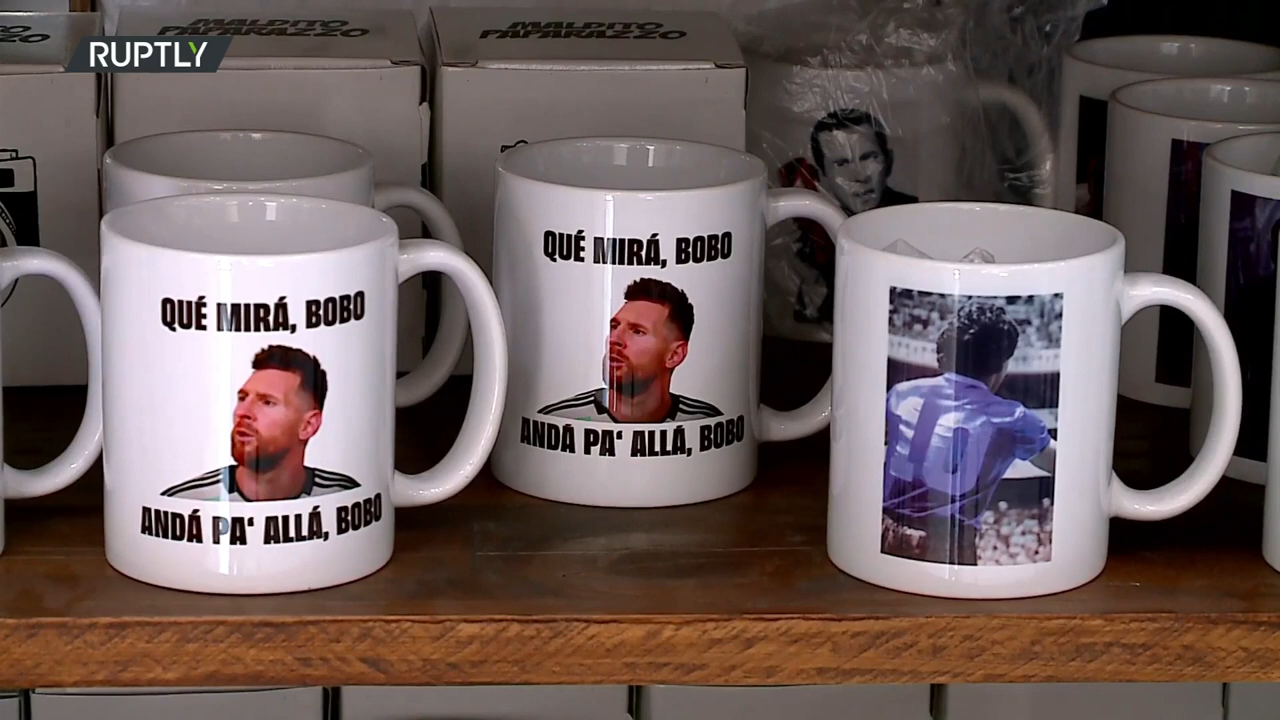 MALDITO
PAPARAZZO
MALDITO
PAPARAZZO
RUPTLY
QUÉ MIRÁ, BOBO
ANDÁ PA' ALLÁ, BOBO
QUÉ MIRÁ, BOBO
ANDÁ PA' ALLÁ, BOBO
10